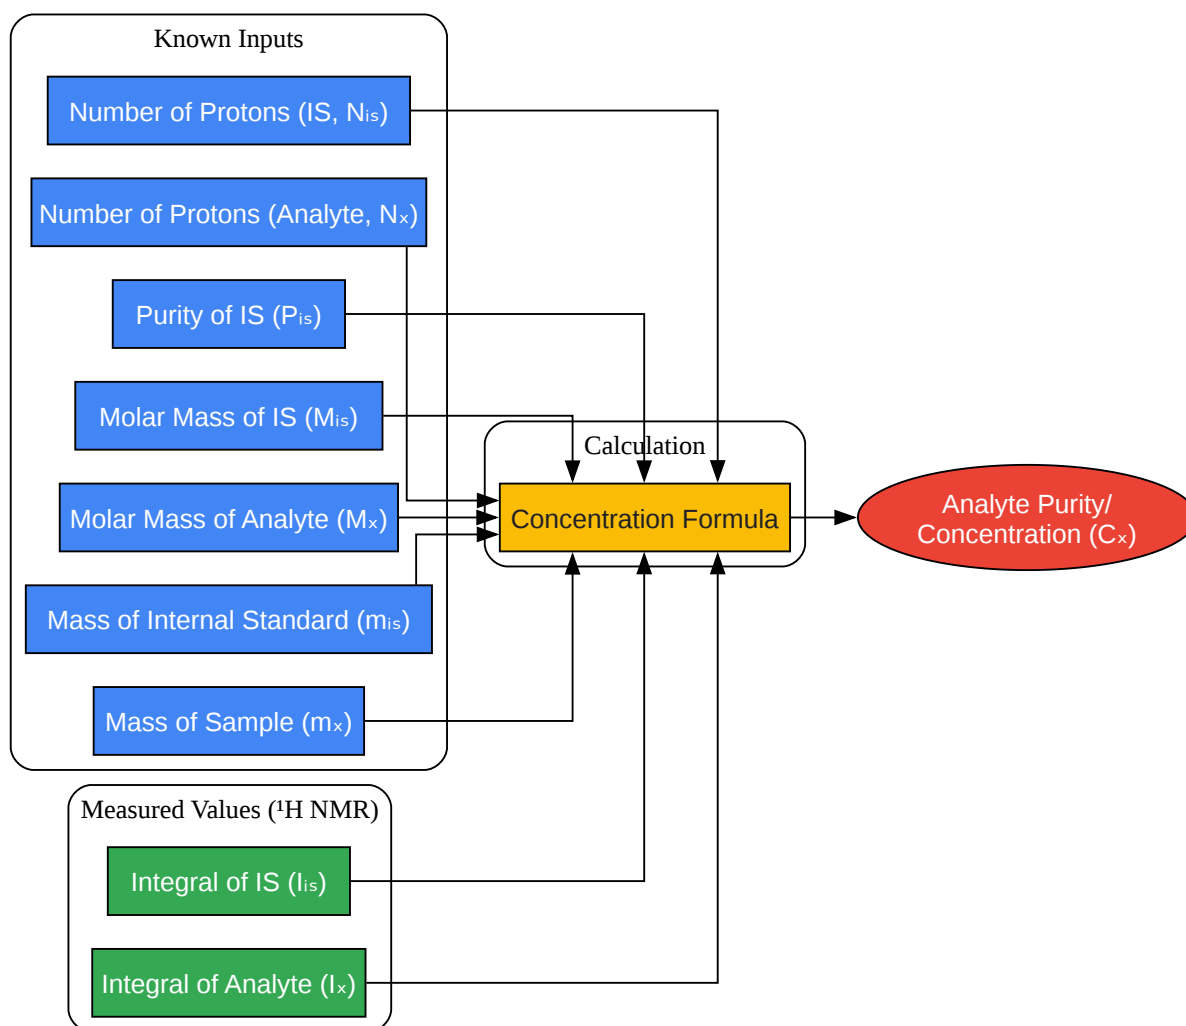 Known Inputs
Number of Protons (IS, Nᵢₛ)
Number of Protons (Analyte, Nₓ)
Purity of IS (Pᵢₛ)
Molar Mass of IS (Mᵢₛ)
Molar Mass of Analyte (Mₓ)
Mass of Internal Standard (mᵢₛ)
Mass of Sample (mₓ)
Calculation
Concentration Formula
Analyte Purity/
Concentration (Cₓ)
Measured Values (¹H NMR)
Integral of IS (Iᵢₛ)
Integral of Analyte (Iₓ)